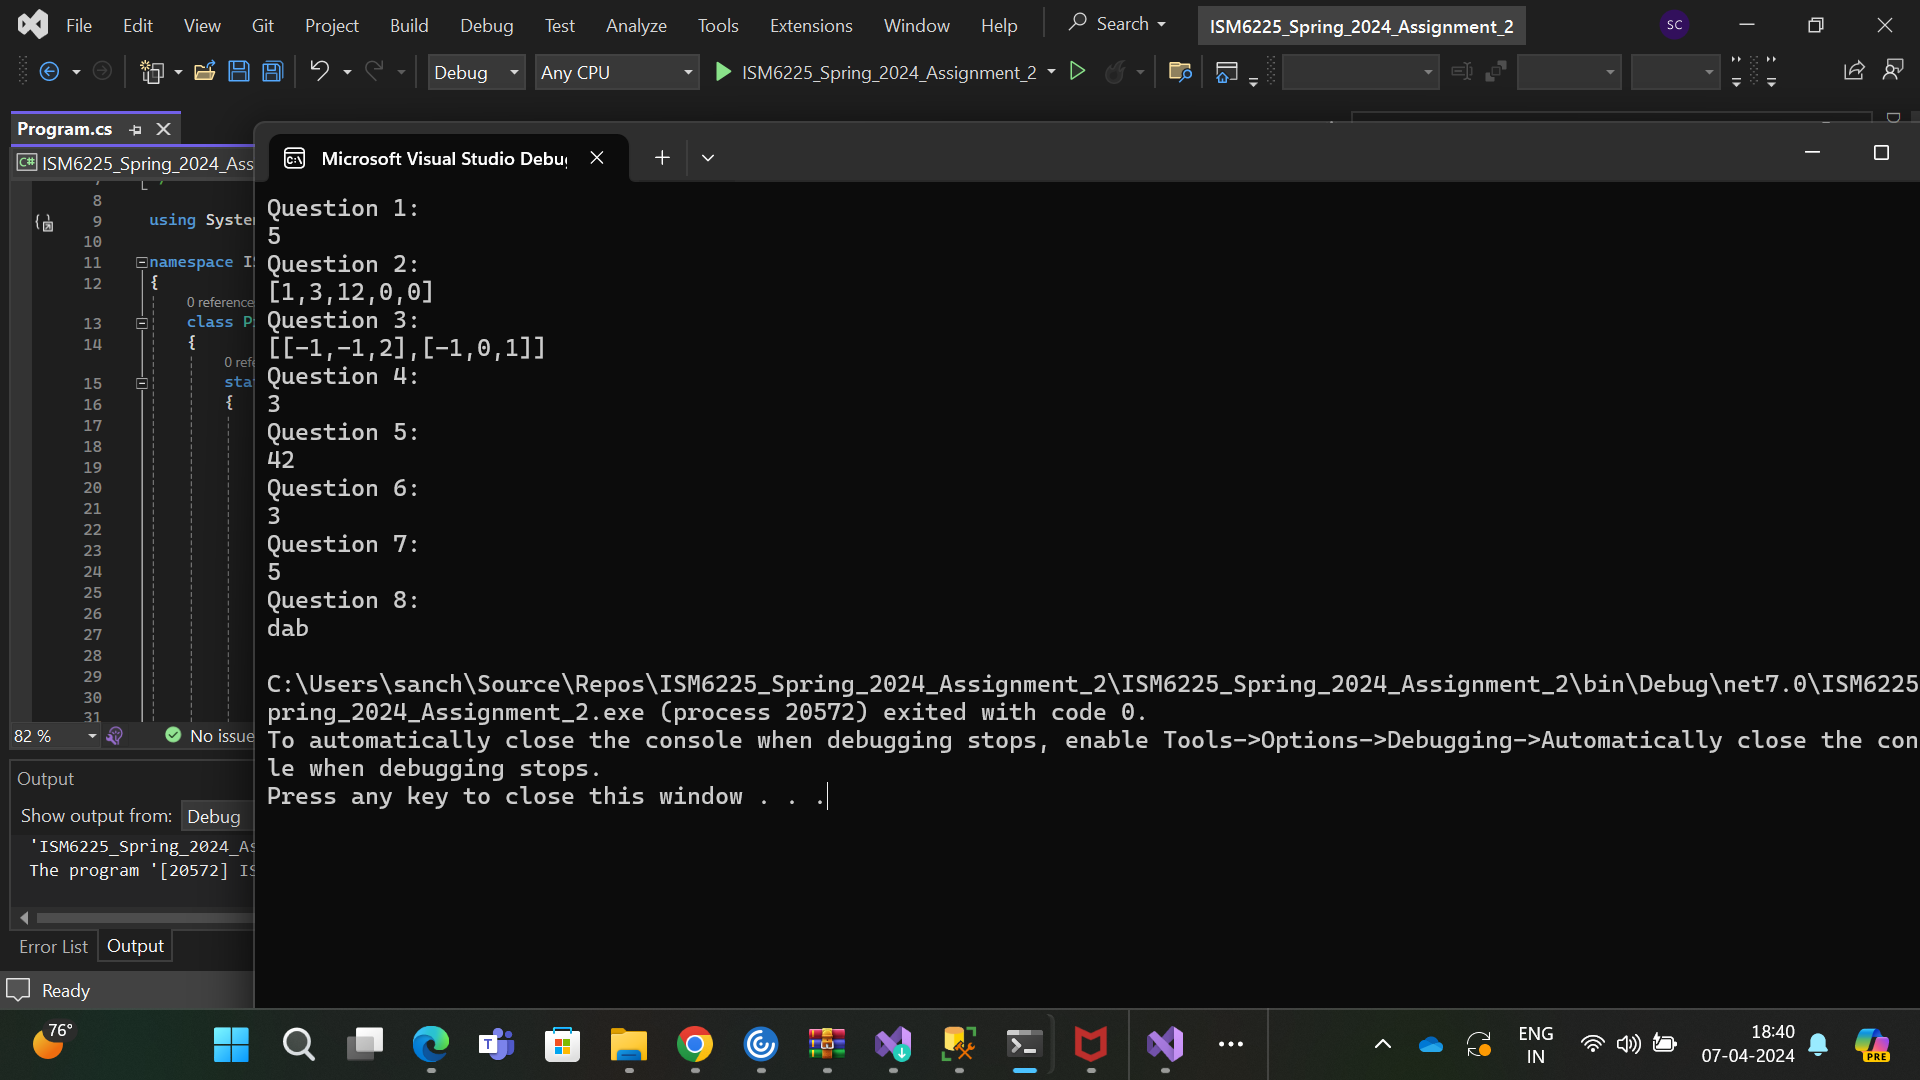 File Edit View Git Project Build Debug Test Analyze Tools Extensions Window Help Search ISM6225_Spring_2024_Assignment_2 SC
Debug Any CPU ISM6225_Spring_2024_Assignment_2
Program.cs
ISM6225_Spring_2024_Ass
Microsoft Visual Studio Debu
8
9 using System
10
11 namespace IS
12 {
0 reference
13 class P
14 {
0 refe
15 sta
16 {
17
18
19
20
21
22
23
24
25
26
27
28
29
30
31
82 % No issue
Question 1:
5
Question 2:
[1,3,12,0,0]
Question 3:
[[-1,-1,2],[-1,0,1]]
Question 4:
3
Question 5:
42
Question 6:
3
Question 7:
5
Question 8:
dab
C:\Users\sanch\Source\Repos\ISM6225_Spring_2024_Assignment_2\ISM6225_Spring_2024_Assignment_2\bin\Debug\net7.0\ISM6225
pring_2024_Assignment_2.exe (process 20572) exited with code 0.
To automatically close the console when debugging stops, enable Tools->Options->Debugging->Automatically close the con
le when debugging stops.
Press any key to close this window . . .
Output
Show output from: Debug
'ISM6225_Spring_2024_As
The program '[20572] IS
Error List Output
Ready
76°
ENG
IN
18:40
07-04-2024
PRE